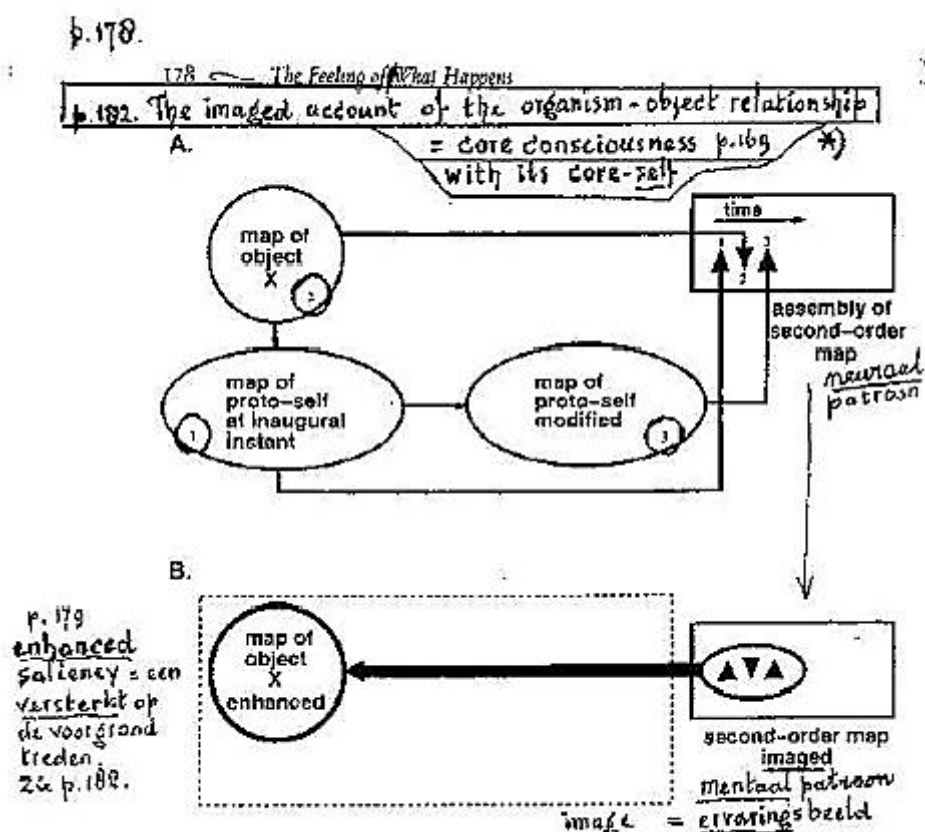 p.178.
178 The Feeling of What Happens
p.182. The imaged account of the organism-object relationship
A.
= core consciousness p.169 *)
with its core-self
map of
object
X
2
time
1 3
2
assembly of
second-order
map
neuraal
patroon
map of
proto-self
at inaugural
instant
1
map of
proto-self
modified
3
B.
p. 179
enhanced
saliency = een
versterkt op
de voorgrond
treden.
Zie p.182.
map of
object
X
enhanced
second-order map
imaged
mentaal patroon
image = ervaringsbeeld